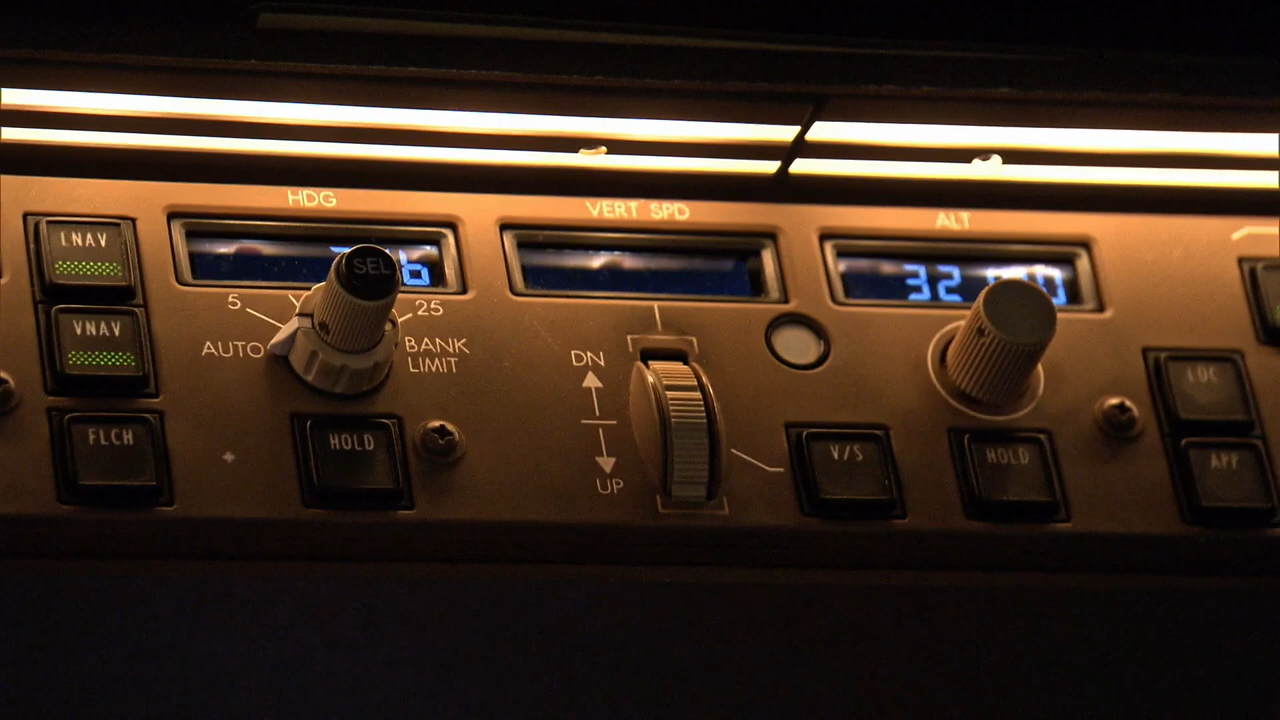 HDG
VERT SPD
ALT
LNAV
SEL
32
5
25
VNAV
AUTO
BANK
LIMIT
DN
LOC
FLCH
HOLD
V/S
HOLD
APP
UP